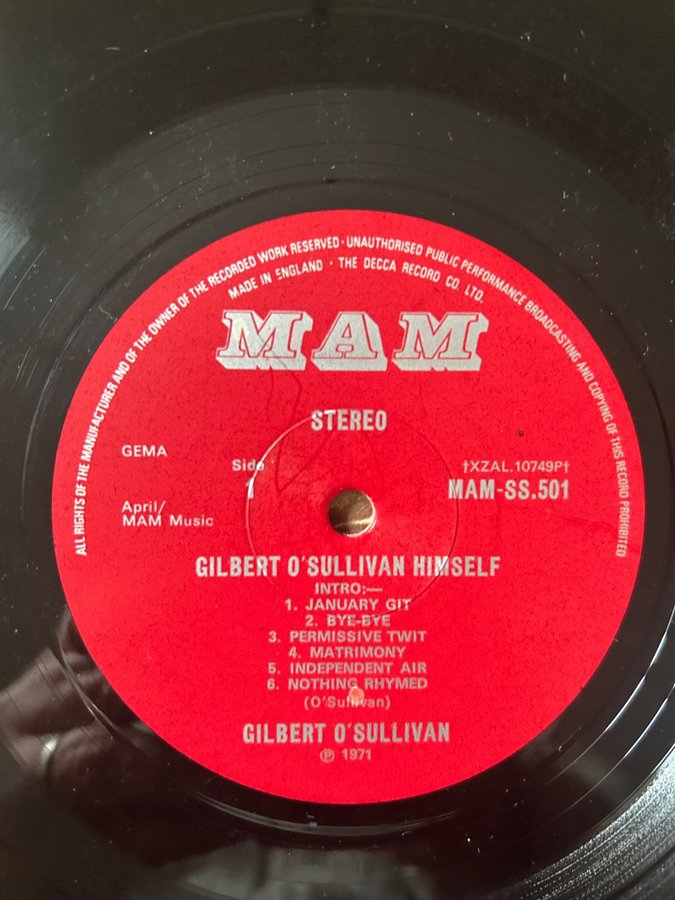 ALL RIGHTS OF THE MANUFACTURER AND OF THE OWNER OF THE RECORDED WORK RESERVED · UNAUTHORISED PUBLIC PERFORMANCE BROADCASTING AND COPYING OF THIS RECORD PROHIBITED
MADE IN ENGLAND · THE DECCA RECORD CO. LTD.
MAM
STEREO
GEMA
Side
1
†XZAL.10749P†
MAM-SS.501
April/
MAM Music
GILBERT O'SULLIVAN HIMSELF
INTRO:—
1. JANUARY GIT
2. BYE-BYE
3. PERMISSIVE TWIT
4. MATRIMONY
5. INDEPENDENT AIR
6. NOTHING RHYMED
(O'Sullivan)
GILBERT O'SULLIVAN
℗ 1971